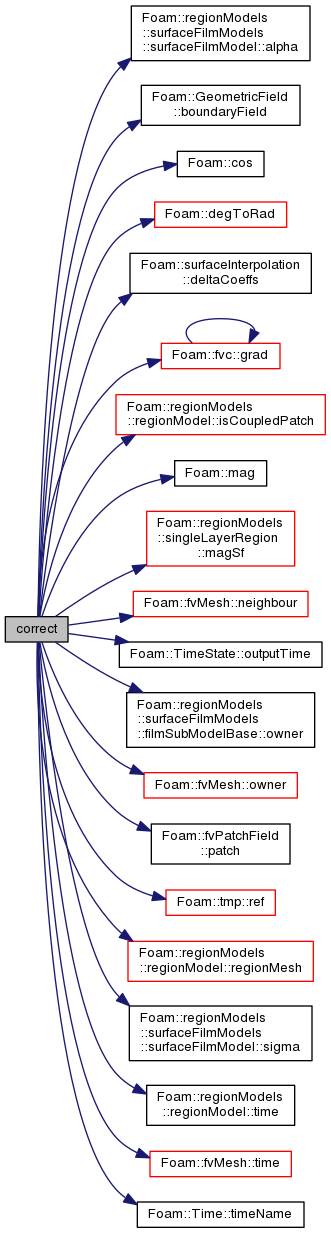 Foam::regionModels
::surfaceFilmModels
::surfaceFilmModel::alpha
Foam::GeometricField
::boundaryField
Foam::cos
Foam::degToRad
Foam::surfaceInterpolation
::deltaCoeffs
Foam::fvc::grad
Foam::regionModels
::regionModel::isCoupledPatch
Foam::mag
Foam::regionModels
::singleLayerRegion
::magSf
Foam::fvMesh::neighbour
correct
Foam::TimeState::outputTime
Foam::regionModels
::surfaceFilmModels
::filmSubModelBase::owner
Foam::fvMesh::owner
Foam::fvPatchField
::patch
Foam::tmp::ref
Foam::regionModels
::regionModel::regionMesh
Foam::regionModels
::surfaceFilmModels
::surfaceFilmModel::sigma
Foam::regionModels
::regionModel::time
Foam::fvMesh::time
Foam::Time::timeName